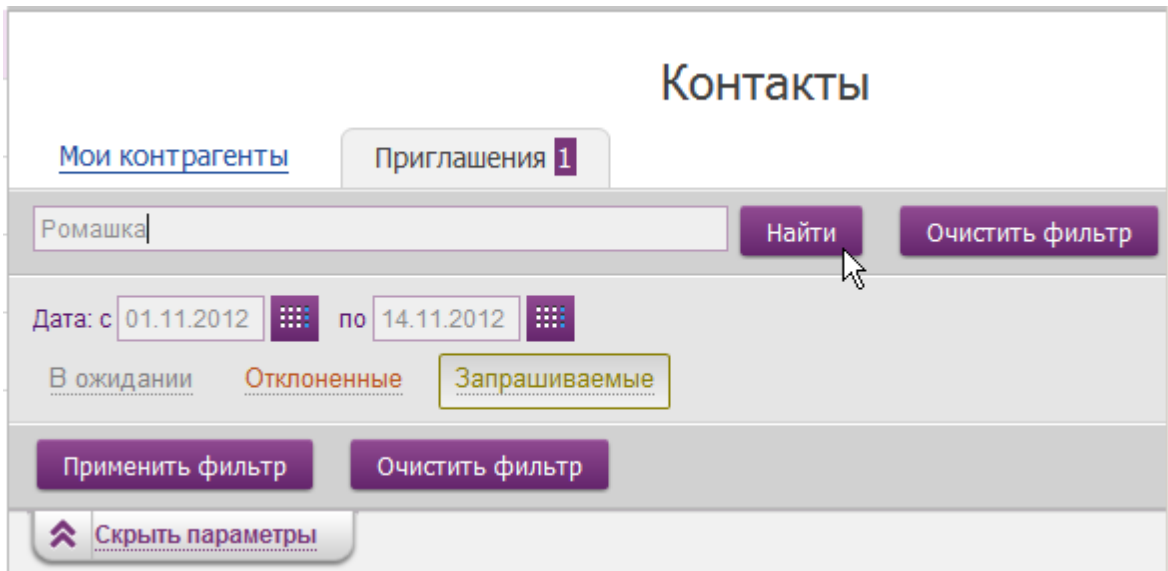 Контакты
Мои контрагенты Приглашения 1
Ромашка Найти Очистить фильтр
Дата: с 01.11.2012 по 14.11.2012
В ожидании Отклоненные Запрашиваемые
Применить фильтр Очистить фильтр
Скрыть параметры